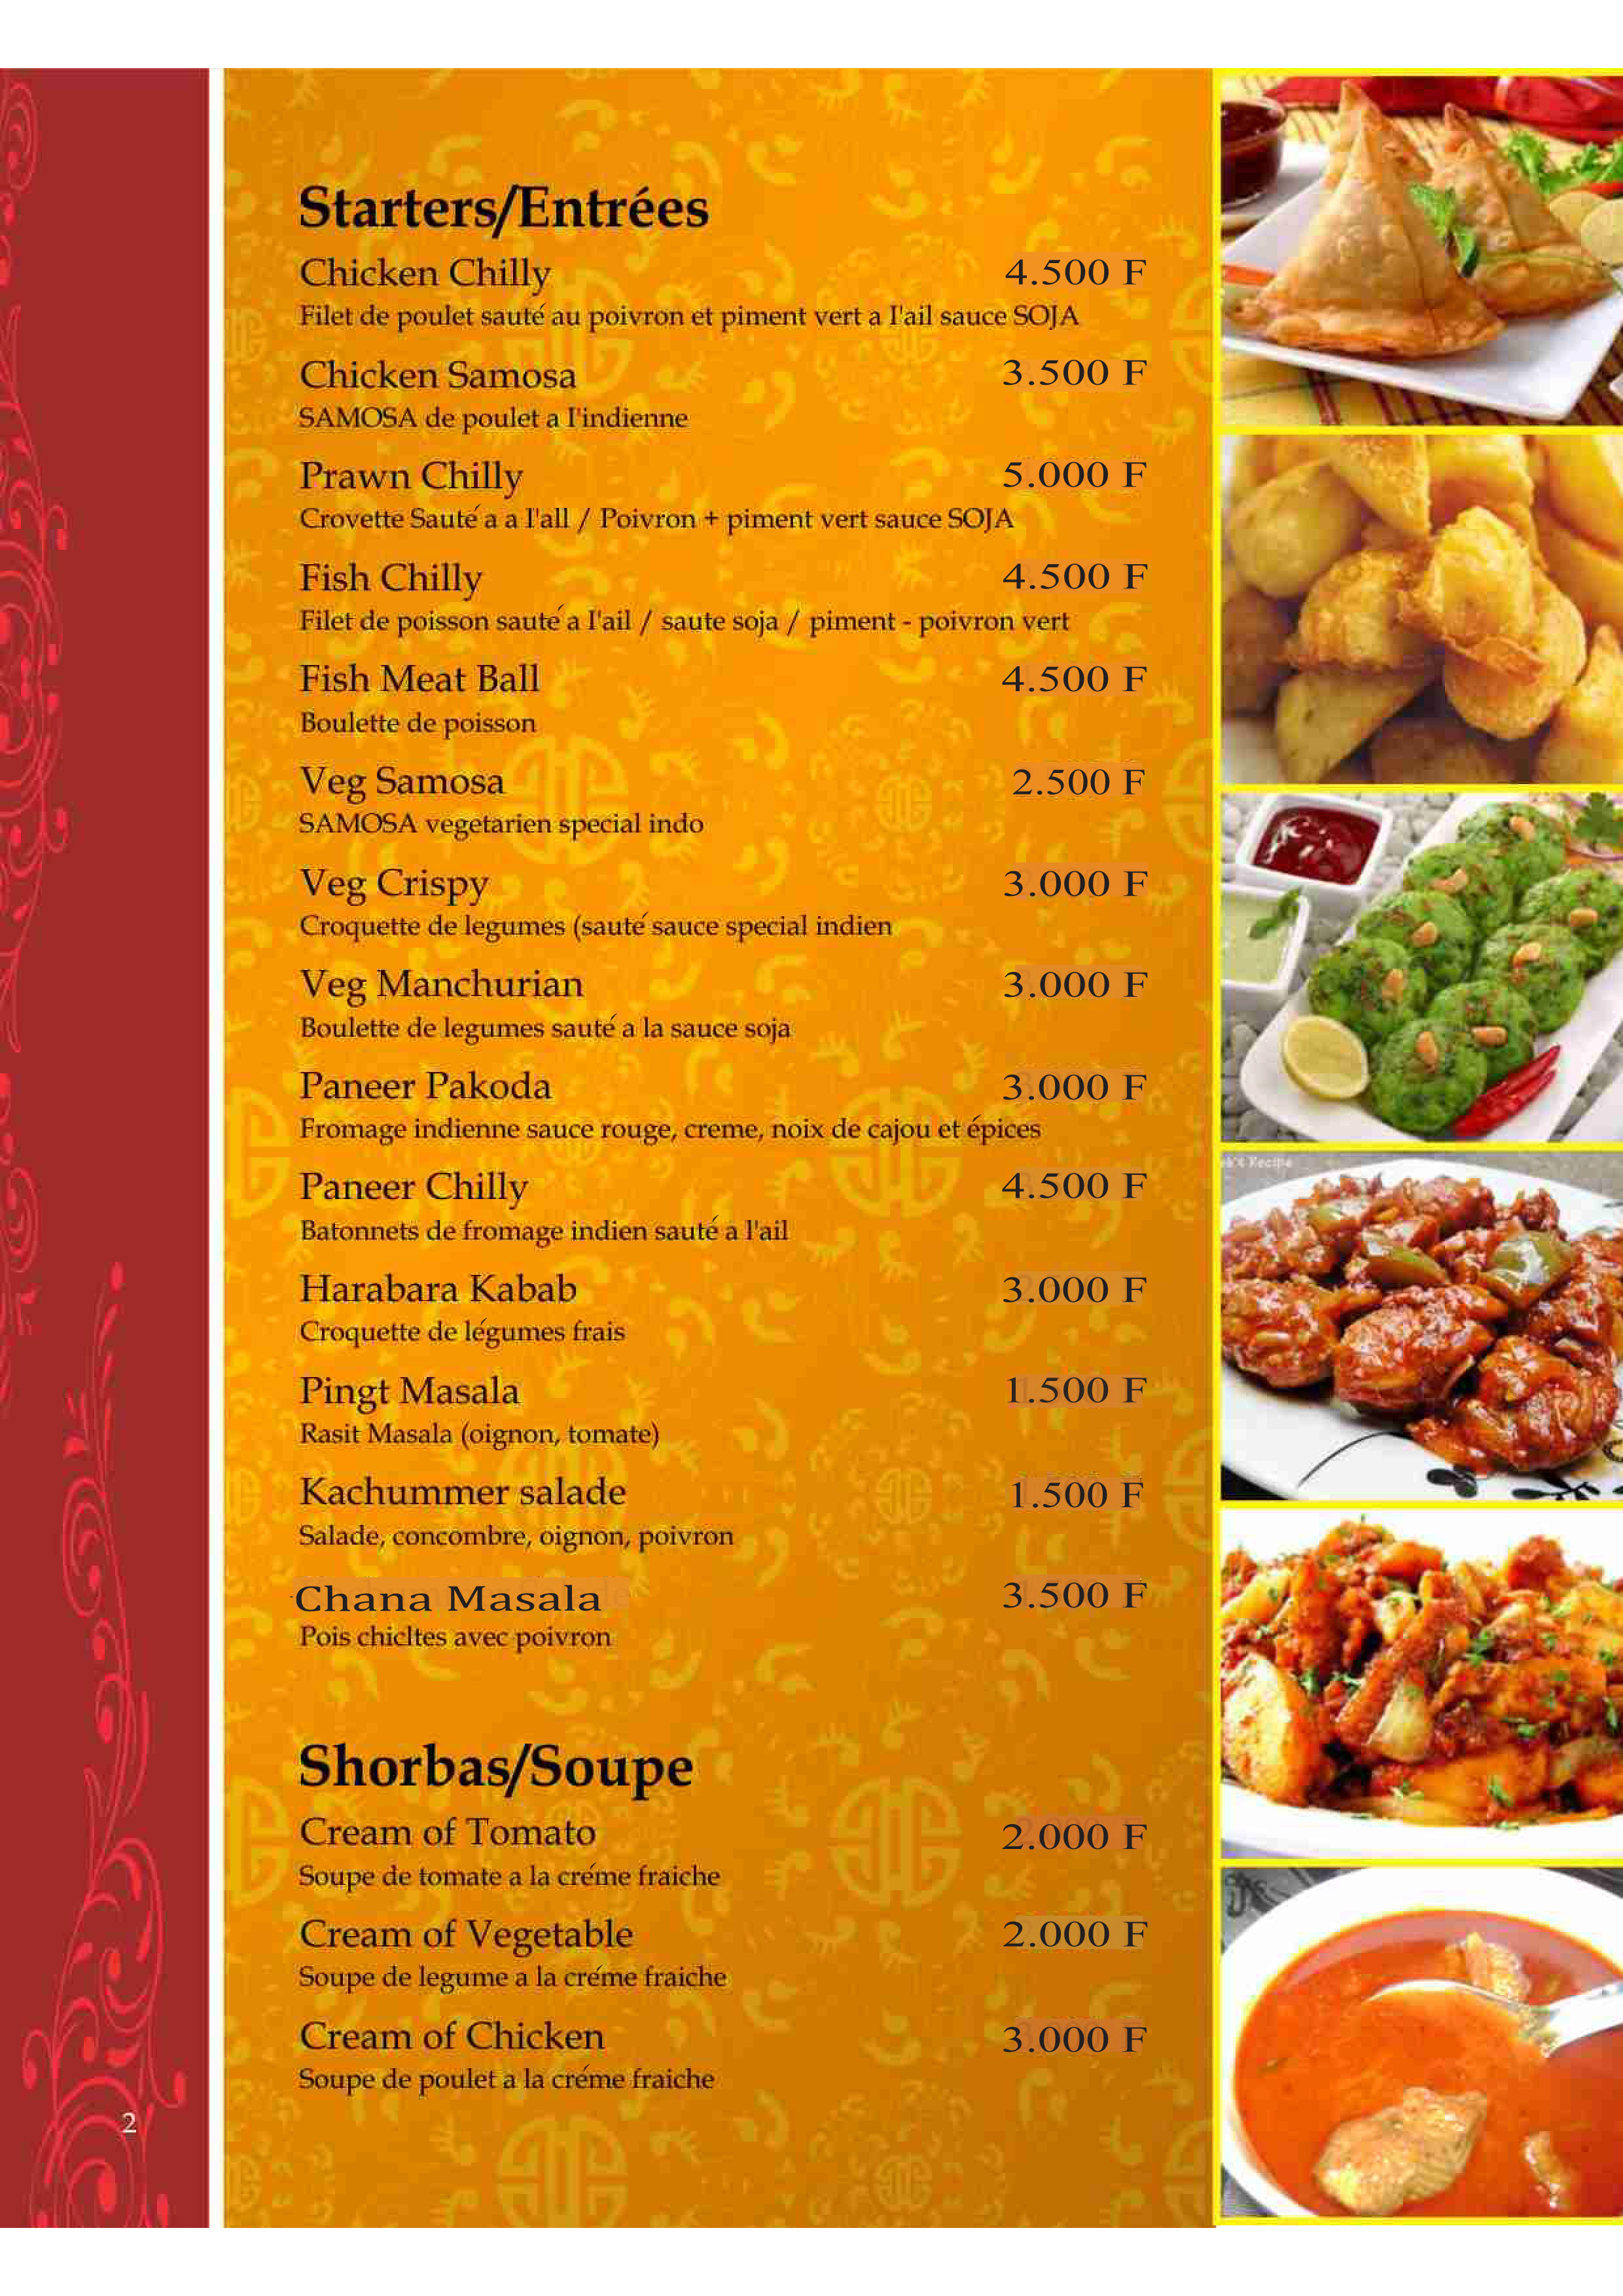 Starters/Entrées
Chicken Chilly 4.500 F
Filet de poulet sauté au poivron et piment vert a I'ail sauce SOJA
Chicken Samosa 3.500 F
SAMOSA de poulet a I'indienne
Prawn Chilly 5.000 F
Crovette Sauté a a I'all / Poivron + piment vert sauce SOJA
Fish Chilly 4.500 F
Filet de poisson sauté a I'ail / saute soja / piment - poivron vert
Fish Meat Ball 4.500 F
Boulette de poisson
Veg Samosa 2.500 F
SAMOSA vegetarien special indo
Veg Crispy 3.000 F
Croquette de legumes (sauté sauce special indien
Veg Manchurian 3.000 F
Boulette de legumes sauté a la sauce soja
Paneer Pakoda 3.000 F
Fromage indienne sauce rouge, creme, noix de cajou et épices
Paneer Chilly 4.500 F
Batonnets de fromage indien sauté a l'ail
Harabara Kabab 3.000 F
Croquette de légumes frais
Pingt Masala 1.500 F
Rasit Masala (oignon, tomate)
Kachummer salade 1.500 F
Salade, concombre, oignon, poivron
Chana Masala 3.500 F
Pois chicltes avec poivron
Shorbas/Soupe
Cream of Tomato 2.000 F
Soupe de tomate a la créme fraiche
Cream of Vegetable 2.000 F
Soupe de legume a la créme fraiche
Cream of Chicken 3.000 F
Soupe de poulet a la créme fraiche
2
Recipe